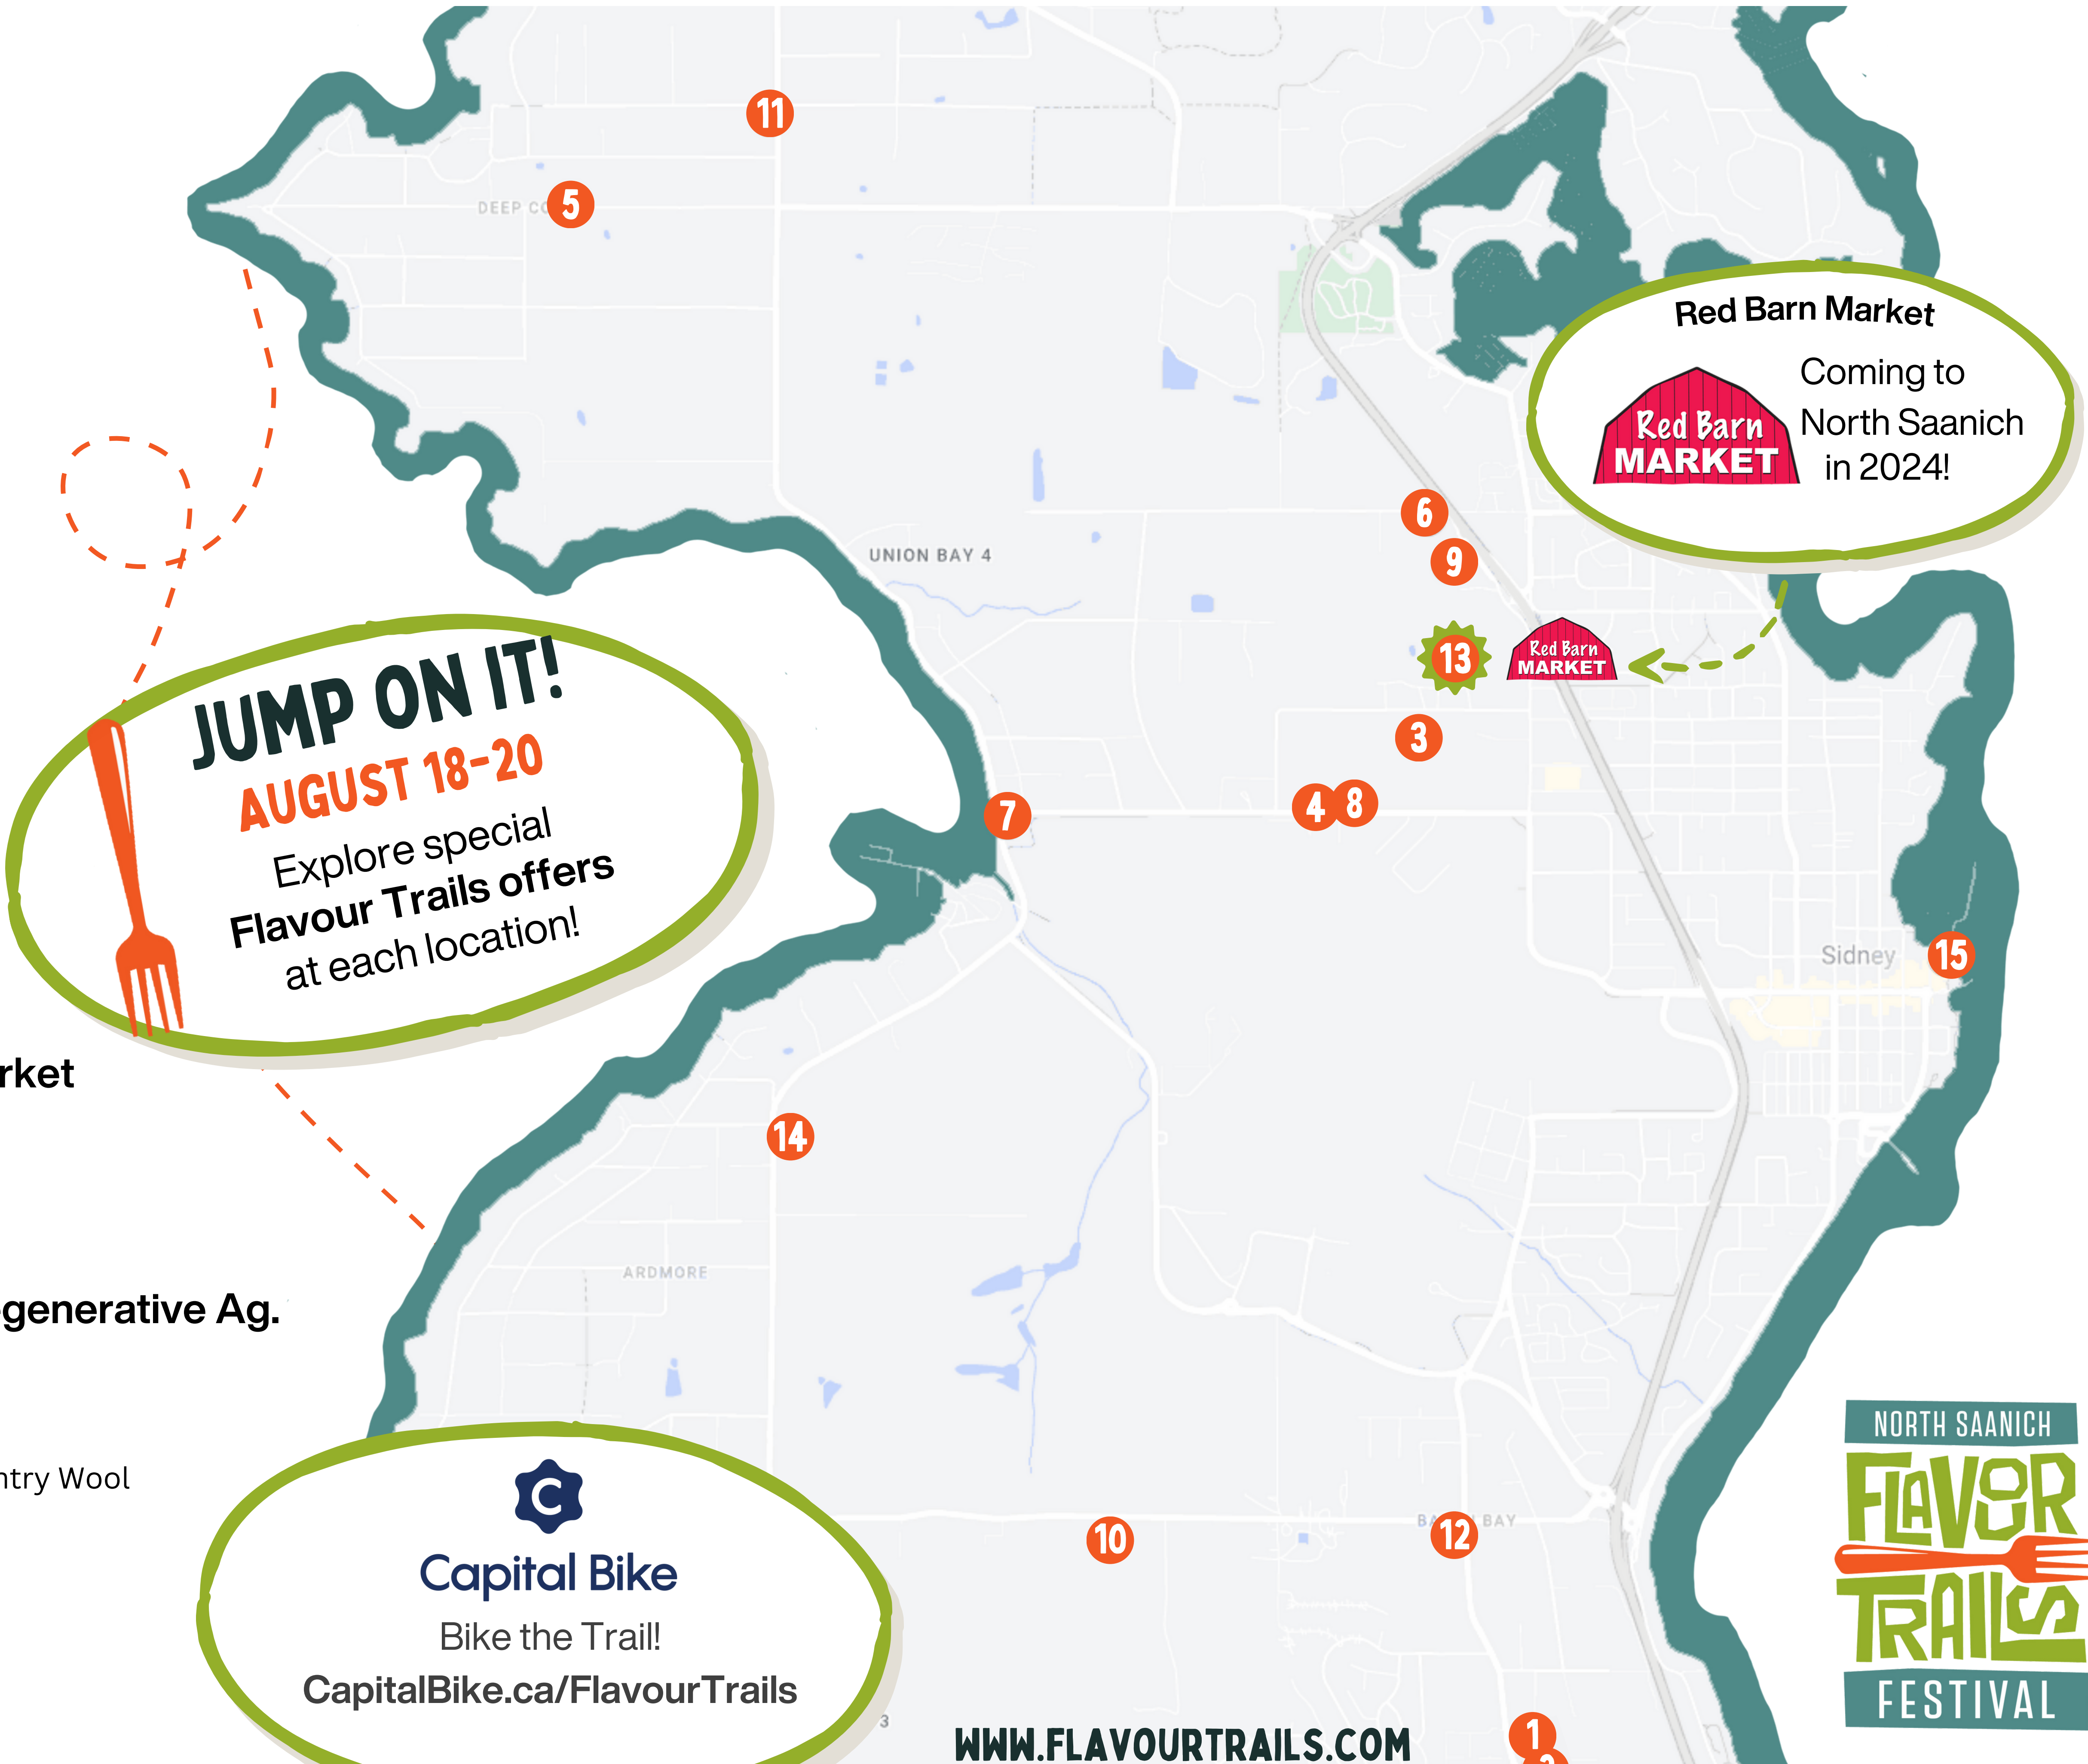 11
5
DEEP CO
Red Barn Market
Coming to
North Saanich
in 2024!
Red Barn
MARKET
6
UNION BAY 4
9
13
Red Barn
MARKET
JUMP ON IT!
AUGUST 18-20
Explore special
Flavour Trails offers
at each location!
3
4
8
7
Sidney
15
rket
14
ARDMORE
generative Ag.
NORTH SAANICH
FLAVOR
TRAILS
FESTIVAL
ntry Wool
C
Capital Bike
Bike the Trail!
CapitalBike.ca/FlavourTrails
10
BA
12
BAY
3
WWW.FLAVOURTRAILS.COM
1